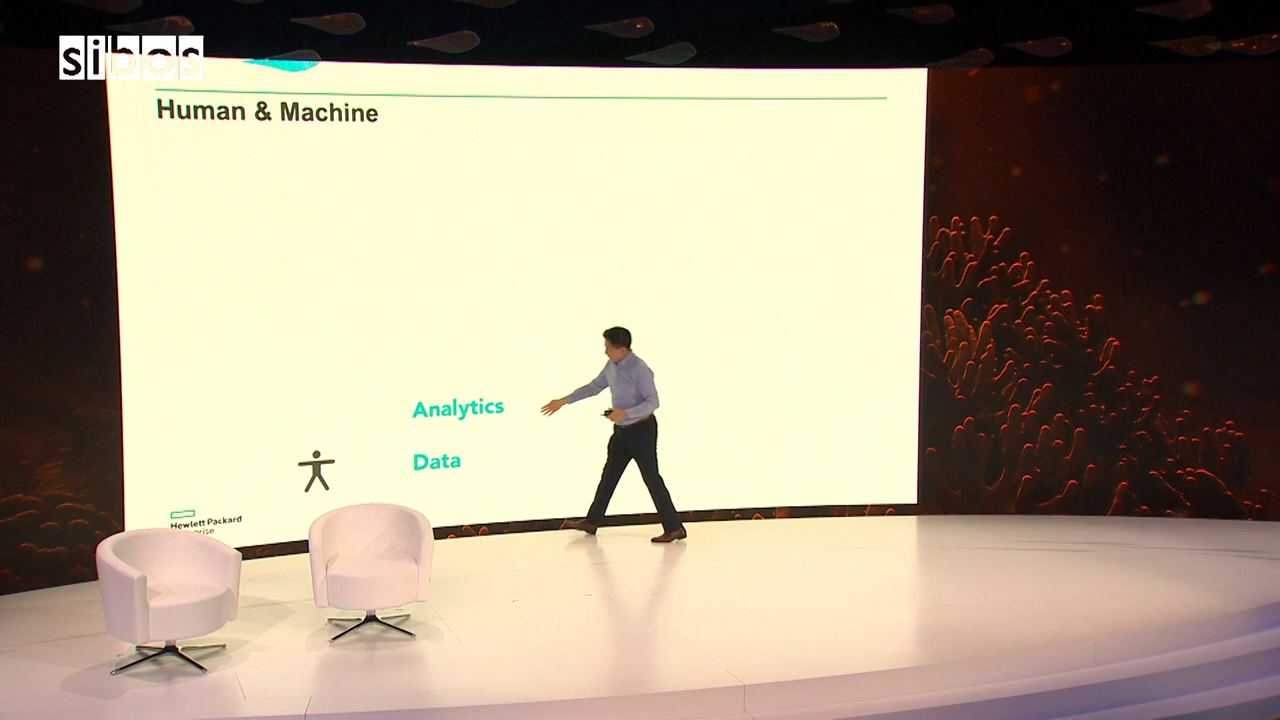 sibos
Human & Machine
Analytics
Data
Hewlett Packard